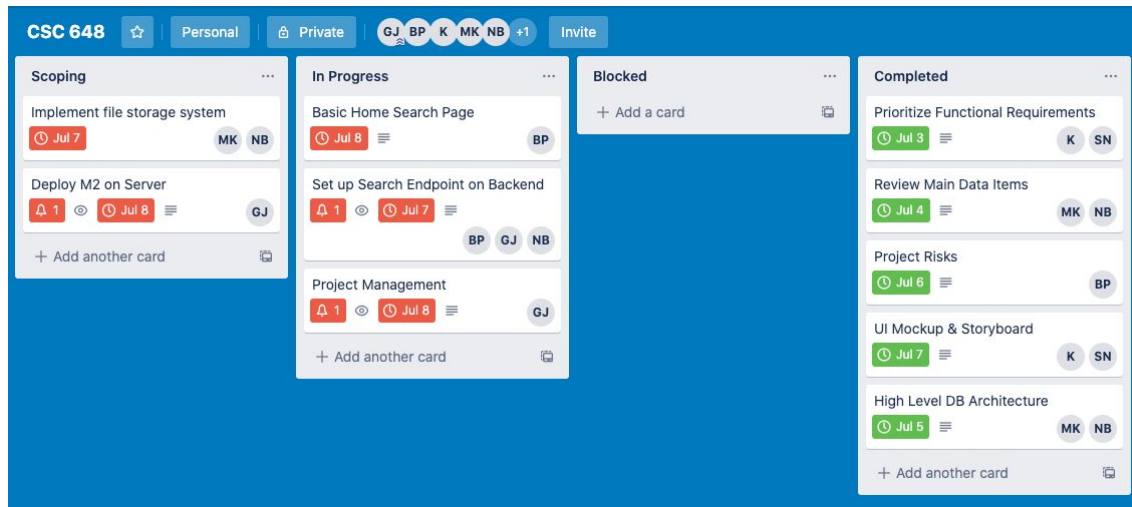 CSC 648 Personal Private GJ BP K MK NB +1 Invite
Scoping
Implement file storage system
Jul 7 MK NB
Deploy M2 on Server
1 Jul 8 GJ
+ Add another card
In Progress
Basic Home Search Page
Jul 8 BP
Set up Search Endpoint on Backend
1 Jul 7
BP GJ NB
Project Management
1 Jul 8 GJ
+ Add another card
Blocked
+ Add a card
Completed
Prioritize Functional Requirements
Jul 3 K SN
Review Main Data Items
Jul 4 MK NB
Project Risks
Jul 6 BP
UI Mockup & Storyboard
Jul 7 K SN
High Level DB Architecture
Jul 5 MK NB
+ Add another card